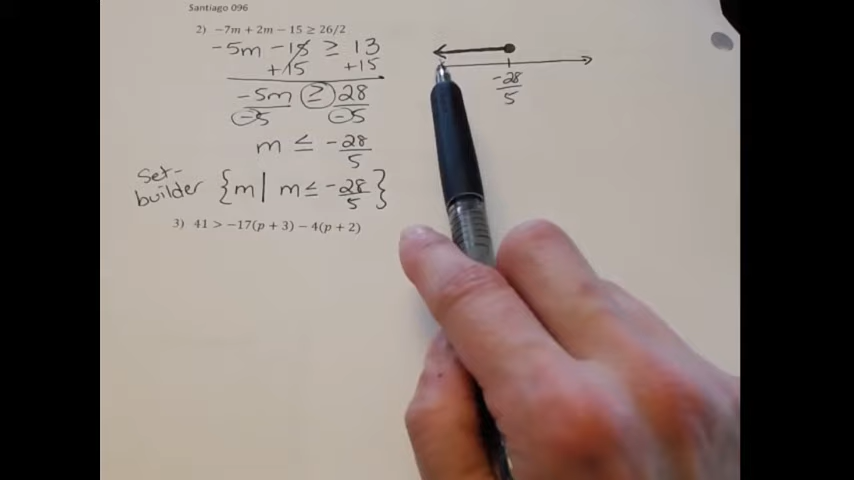 Santiago 096
2) −7m + 2m − 15 ≥ 26/2
-5m -15 ≥ 13
+15 +15
-5m ≥ 28
-5 -5
m ≤ -28/5
Set-builder {m | m ≤ -28/5}
3) 41 > −17(p + 3) − 4(p + 2)
-28/5